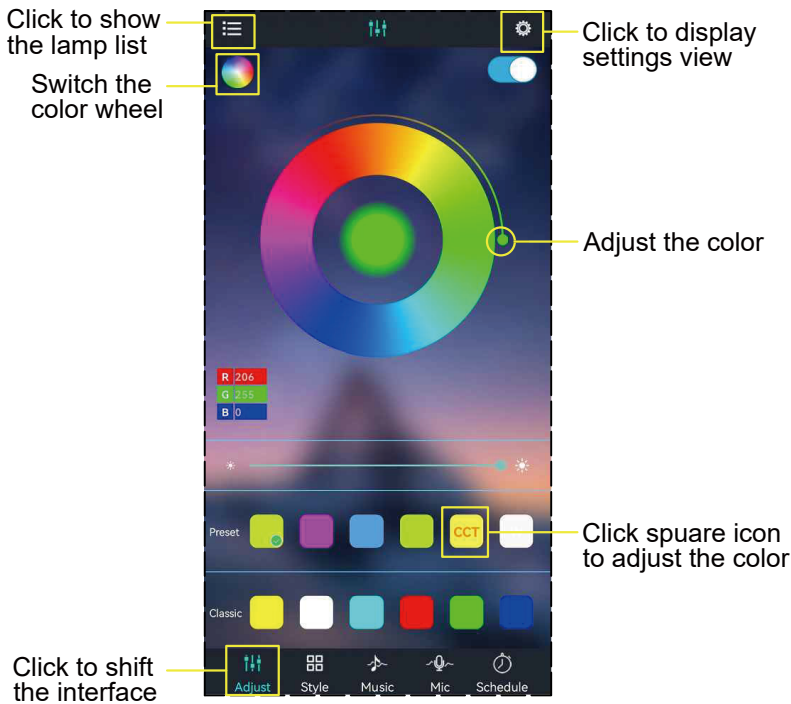 Click to show
the lamp list
Switch the
color wheel
Click to display
settings view
Adjust the color
R 206
G 255
B 0
Preset
CCT
Click spuare icon
to adjust the color
Classic
Click to shift
the interface
Adjust
Style
Music
Mic
Schedule